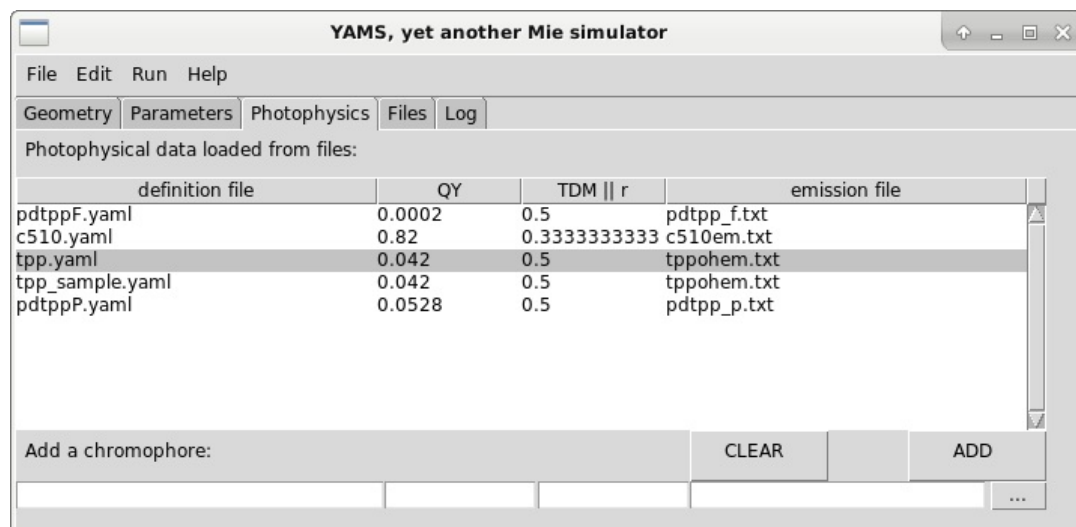 YAMS, yet another Mie simulator
File Edit Run Help
Geometry Parameters Photophysics Files Log
Photophysical data loaded from files:
definition file QY TDM || r emission file
pdtppF.yaml 0.0002 0.5 pdtpp_f.txt
c510.yaml 0.82 0.3333333333 c510em.txt
tpp.yaml 0.042 0.5 tppohem.txt
tpp_sample.yaml 0.042 0.5 tppohem.txt
pdtppP.yaml 0.0528 0.5 pdtpp_p.txt
Add a chromophore: CLEAR ADD
...